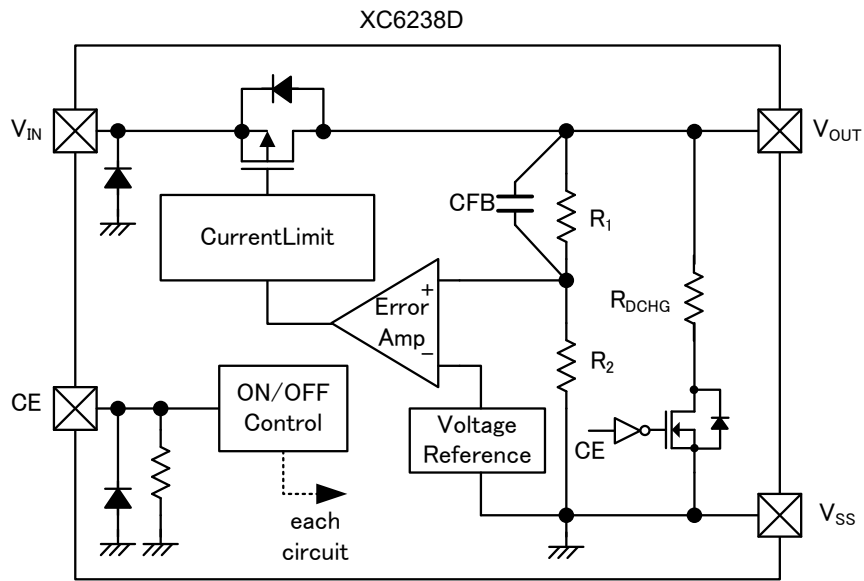 XC6238D
VIN
VOUT
CFB
R1
CurrentLimit
RDCHG
+
Error
Amp
−
R2
CE
ON/OFF
Control
Voltage
Reference
CE
each
circuit
VSS